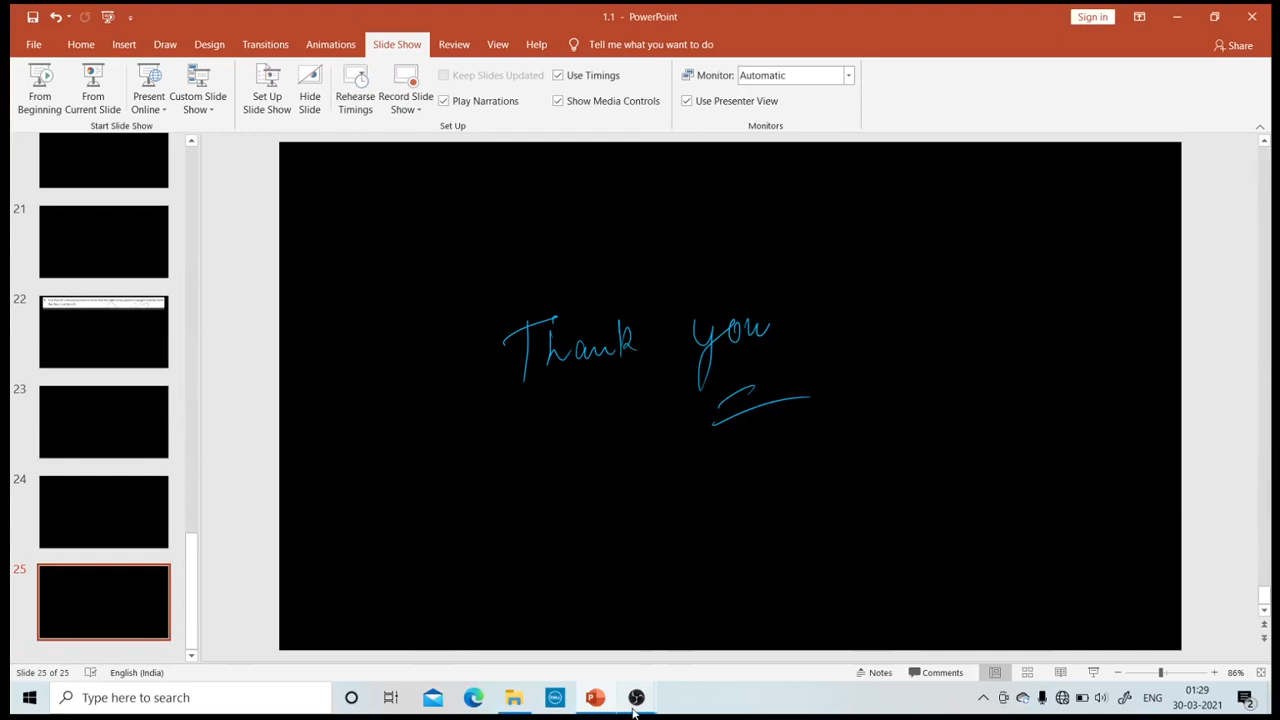 1.1 - PowerPoint
Sign in
File Home Insert Draw Design Transitions Animations Slide Show Review View Help Tell me what you want to do
Share
From Beginning
From Current Slide
Present Online
Custom Slide Show
Set Up Slide Show
Hide Slide
Rehearse Timings
Record Slide Show
Keep Slides Updated
Play Narrations
Use Timings
Show Media Controls
Monitor: Automatic
Use Presenter View
Start Slide Show
Set Up
Monitors
21
22
23
24
25
Thank you
Slide 25 of 25 English (India)
Notes Comments 86%
Type here to search
DELL
ENG
01:29
30-03-2021
2